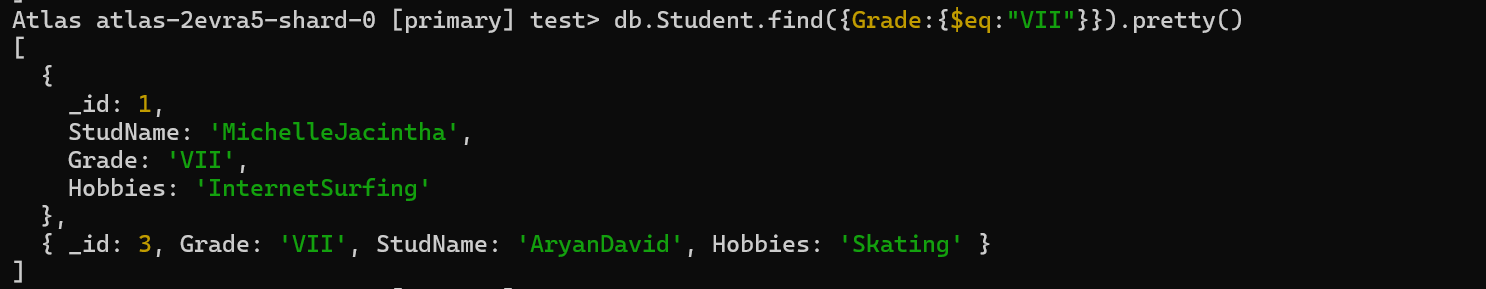 Atlas atlas-2evra5-shard-0 [primary] test> db.Student.find({Grade:{$eq:"VII"}}).pretty()
[
  {
    _id: 1,
    StudName: 'MichelleJacintha',
    Grade: 'VII',
    Hobbies: 'InternetSurfing'
  },
  { _id: 3, Grade: 'VII', StudName: 'AryanDavid', Hobbies: 'Skating' }
]